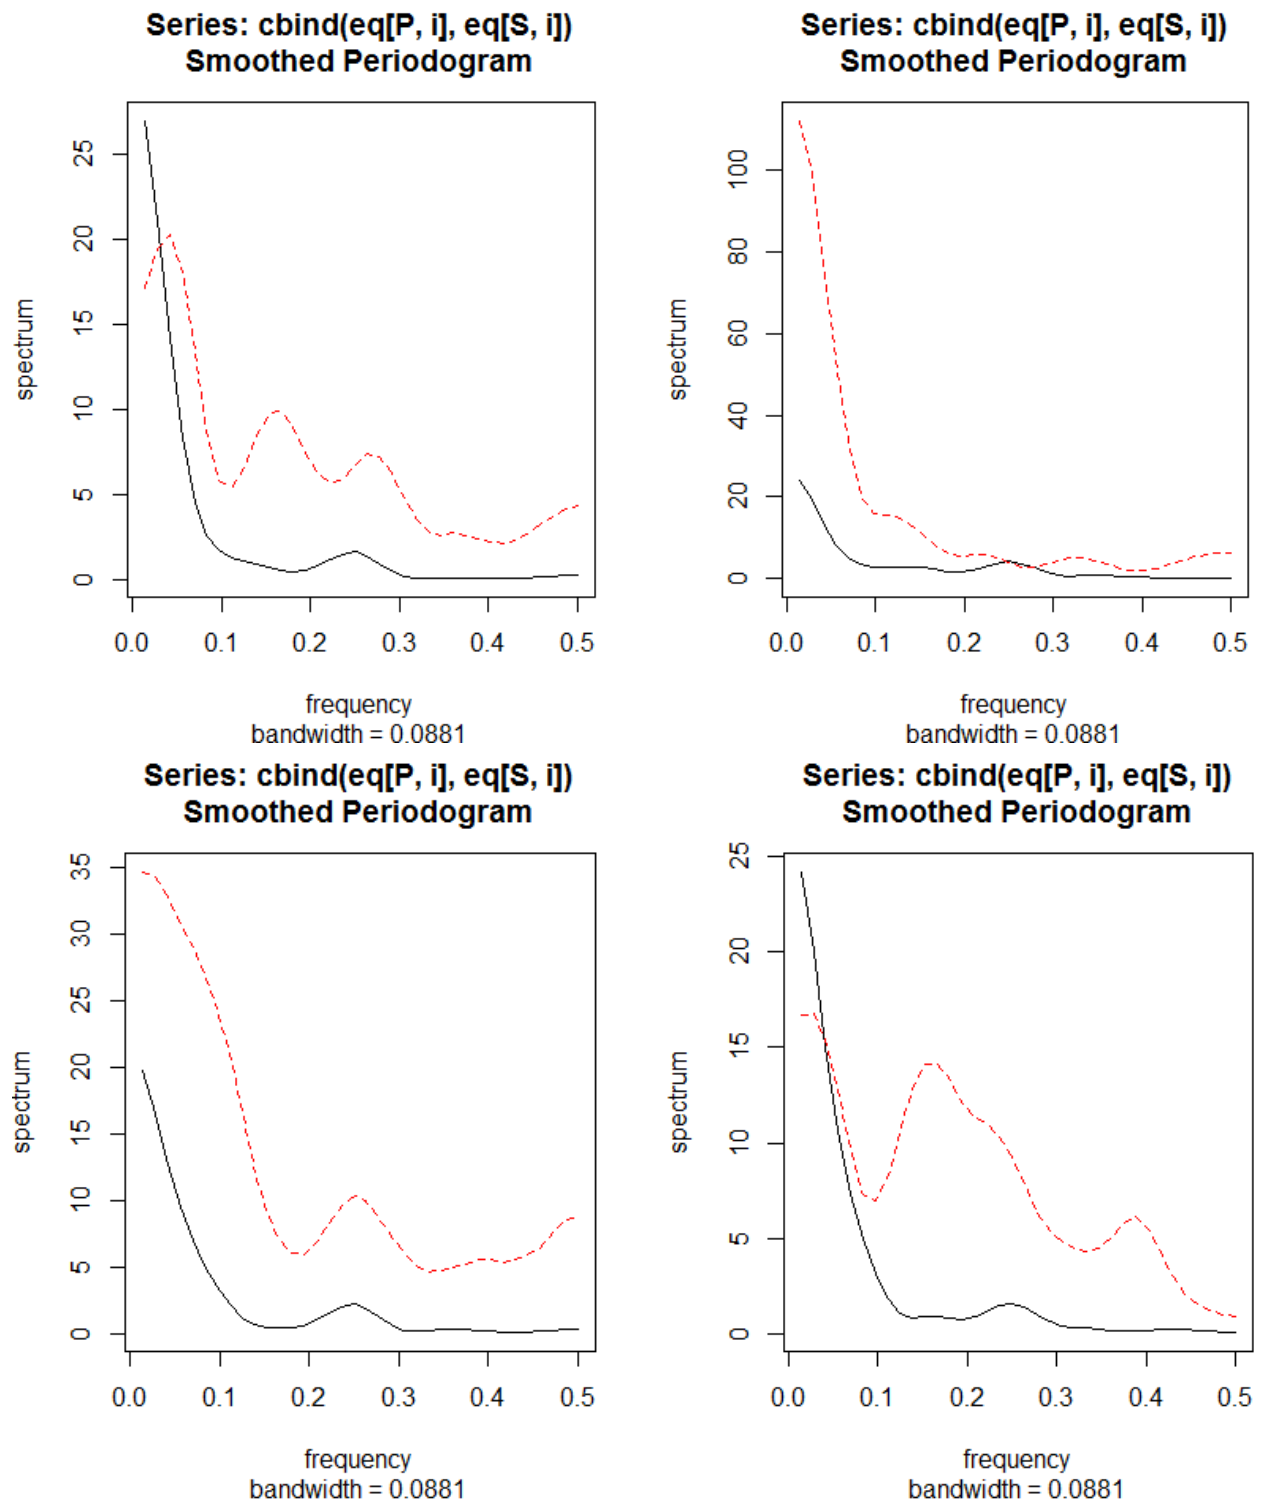 Series: cbind(eq[P, i], eq[S, i])
Smoothed Periodogram
spectrum
25
20
15
10
5
0
0.0 0.1 0.2 0.3 0.4 0.5
frequency
bandwidth = 0.0881
Series: cbind(eq[P, i], eq[S, i])
Smoothed Periodogram
spectrum
100
80
60
40
20
0
0.0 0.1 0.2 0.3 0.4 0.5
frequency
bandwidth = 0.0881
Series: cbind(eq[P, i], eq[S, i])
Smoothed Periodogram
spectrum
35
30
25
20
15
10
5
0
0.0 0.1 0.2 0.3 0.4 0.5
frequency
bandwidth = 0.0881
Series: cbind(eq[P, i], eq[S, i])
Smoothed Periodogram
spectrum
25
20
15
10
5
0
0.0 0.1 0.2 0.3 0.4 0.5
frequency
bandwidth = 0.0881